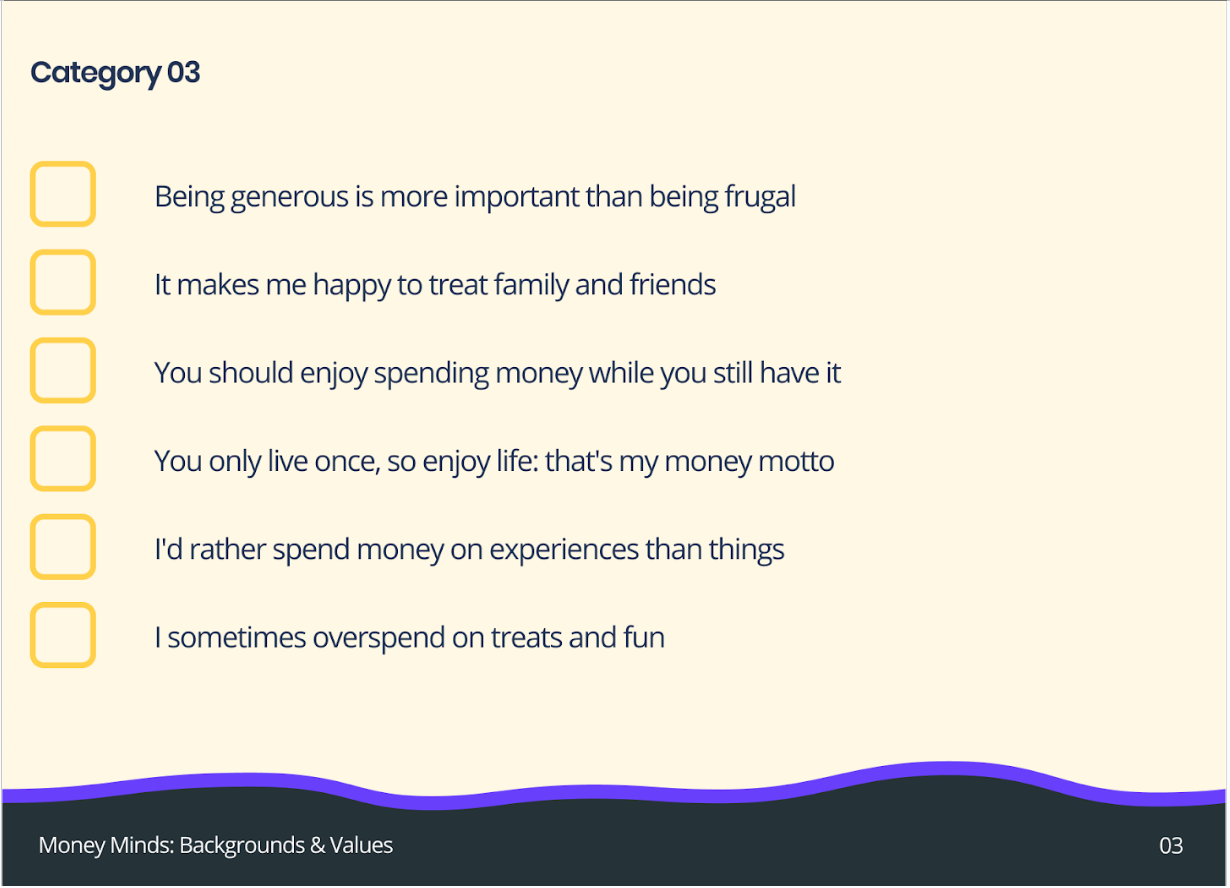 Category 03
Being generous is more important than being frugal
It makes me happy to treat family and friends
You should enjoy spending money while you still have it
You only live once, so enjoy life: that's my money motto
I'd rather spend money on experiences than things
I sometimes overspend on treats and fun
Money Minds: Backgrounds & Values
03